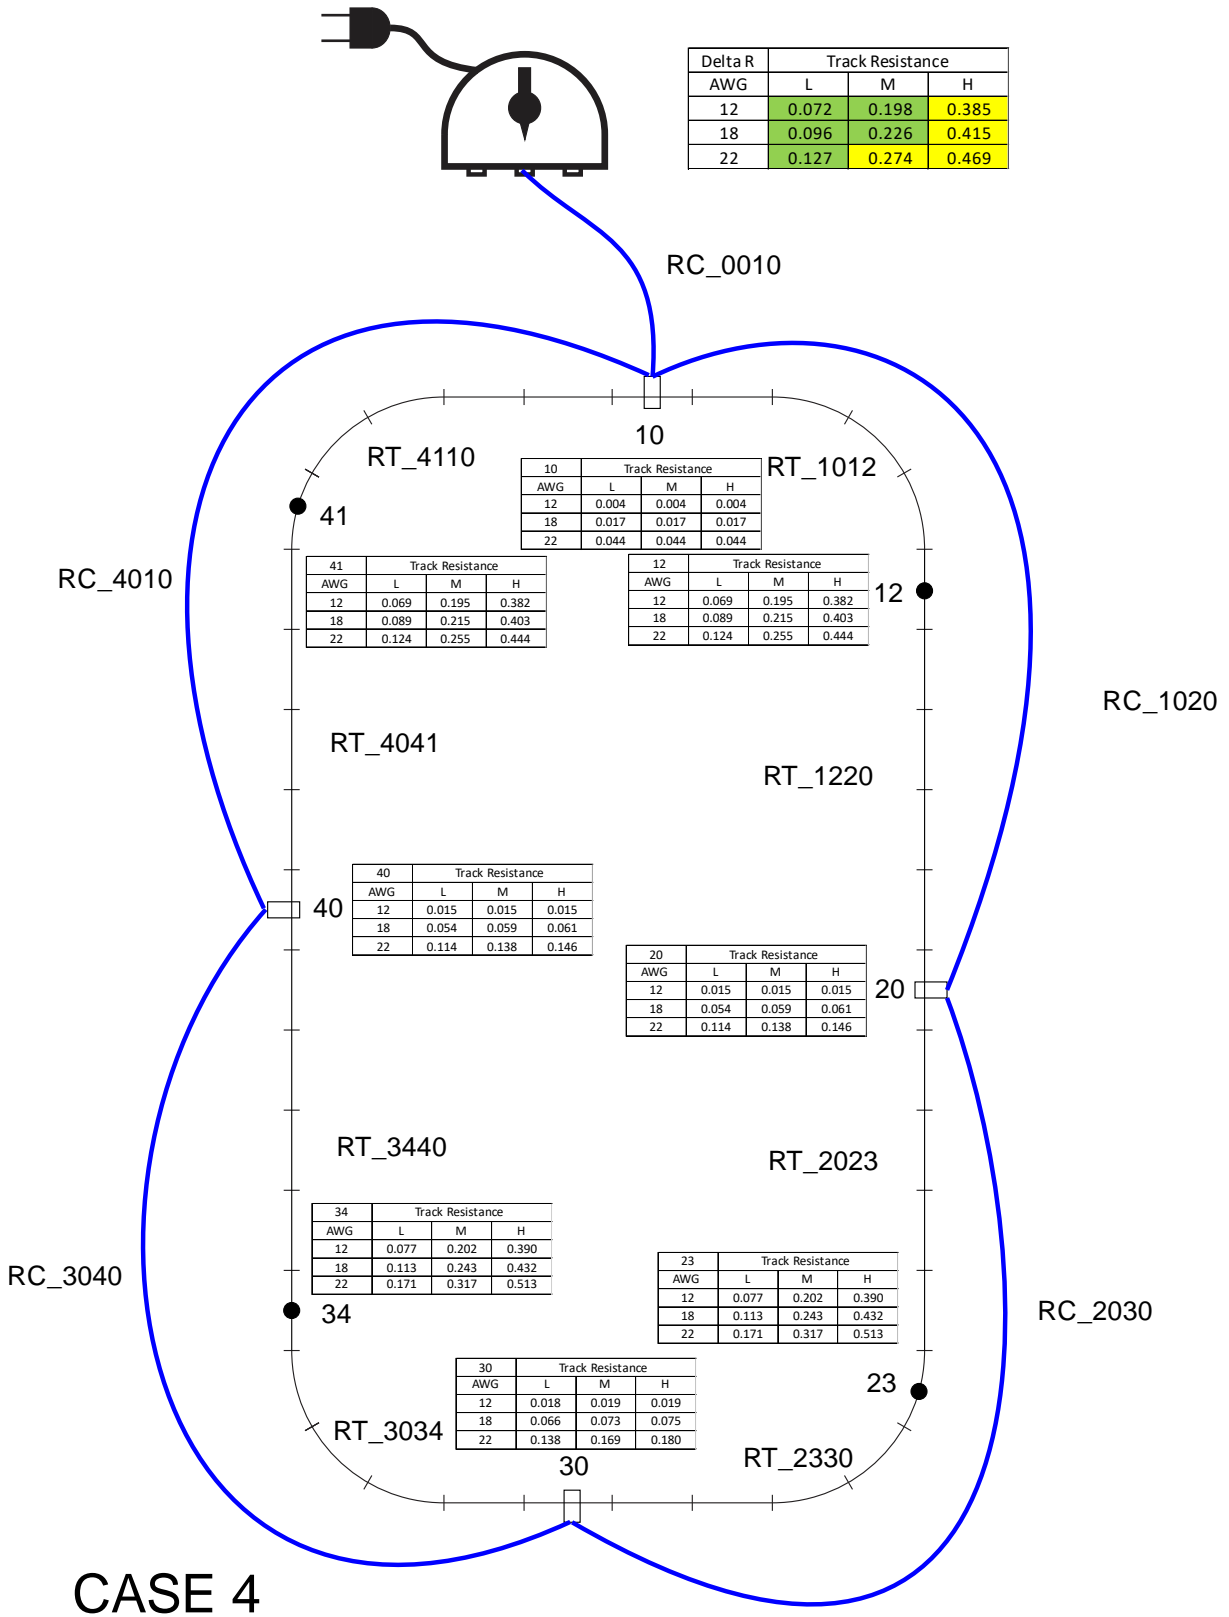 Delta R Track Resistance
AWG L M H
12 0.072 0.198 0.385
18 0.096 0.226 0.415
22 0.127 0.274 0.469
RC_0010
10
RT_4110
RT_1012
10 Track Resistance
AWG L M H
12 0.004 0.004 0.004
18 0.017 0.017 0.017
22 0.044 0.044 0.044
41
RC_4010
41 Track Resistance
AWG L M H
12 0.069 0.195 0.382
18 0.089 0.215 0.403
22 0.124 0.255 0.444
12 Track Resistance
AWG L M H
12 0.069 0.195 0.382
18 0.089 0.215 0.403
22 0.124 0.255 0.444
12
RC_1020
RT_4041
RT_1220
40
40 Track Resistance
AWG L M H
12 0.015 0.015 0.015
18 0.054 0.059 0.061
22 0.114 0.138 0.146
20 Track Resistance
AWG L M H
12 0.015 0.015 0.015
18 0.054 0.059 0.061
22 0.114 0.138 0.146
20
RT_3440
RT_2023
34 Track Resistance
AWG L M H
12 0.077 0.202 0.390
18 0.113 0.243 0.432
22 0.171 0.317 0.513
RC_3040
34
23 Track Resistance
AWG L M H
12 0.077 0.202 0.390
18 0.113 0.243 0.432
22 0.171 0.317 0.513
RC_2030
23
30 Track Resistance
AWG L M H
12 0.018 0.019 0.019
18 0.066 0.073 0.075
22 0.138 0.169 0.180
RT_3034
RT_2330
30
CASE 4